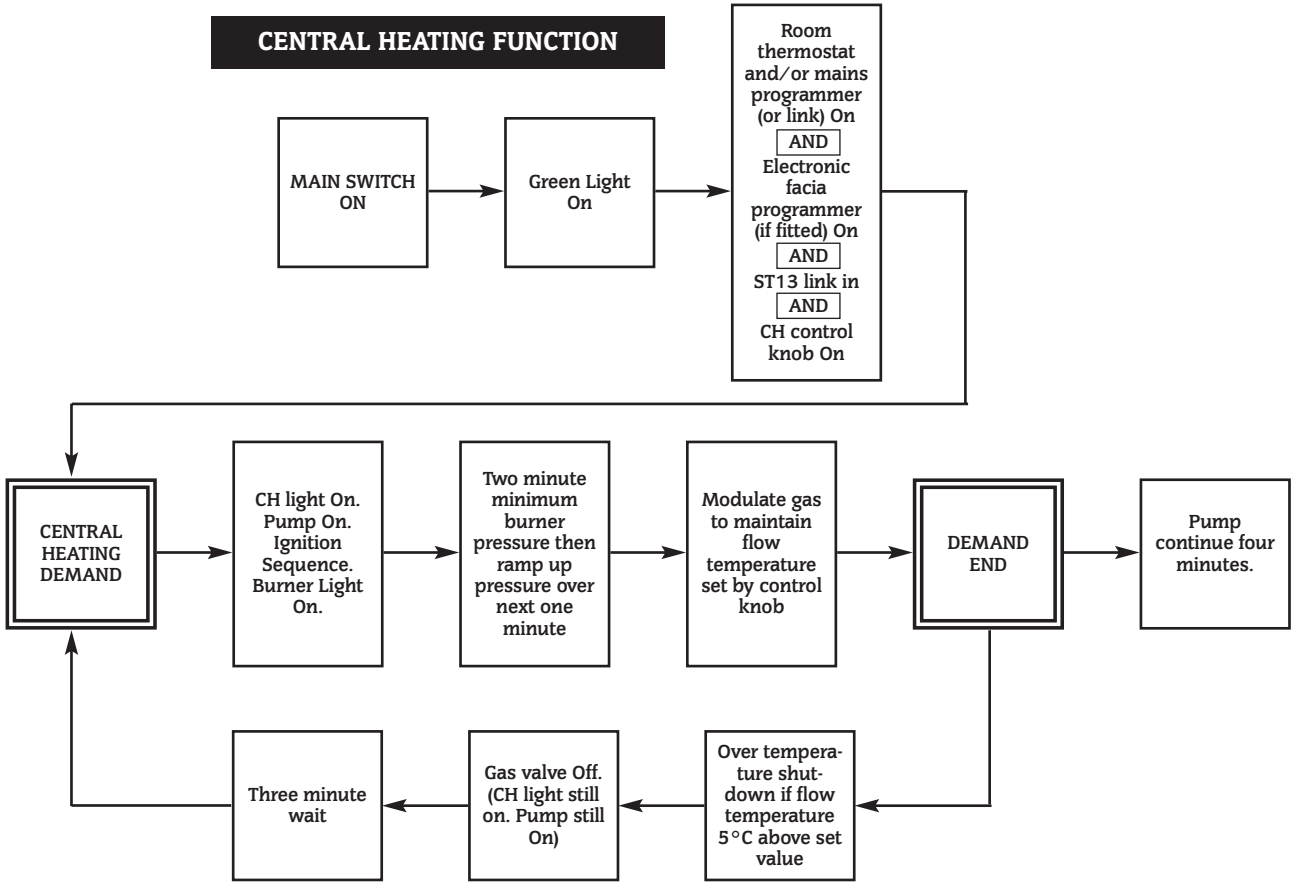 CENTRAL HEATING FUNCTION
MAIN SWITCH
ON
Green Light
On
Room
thermostat
and/or mains
programmer
(or link) On
AND
Electronic
facia
programmer
(if fitted) On
AND
ST13 link in
AND
CH control
knob On
CENTRAL
HEATING
DEMAND
CH light On.
Pump On.
Ignition
Sequence.
Burner Light
On.
Two minute
minimum
burner
pressure then
ramp up
pressure over
next one
minute
Modulate gas
to maintain
flow
temperature
set by control
knob
DEMAND
END
Pump
continue four
minutes.
Over tempera-
ture shut-
down if flow
temperature
5°C above set
value
Gas valve Off.
(CH light still
on. Pump still
On)
Three minute
wait